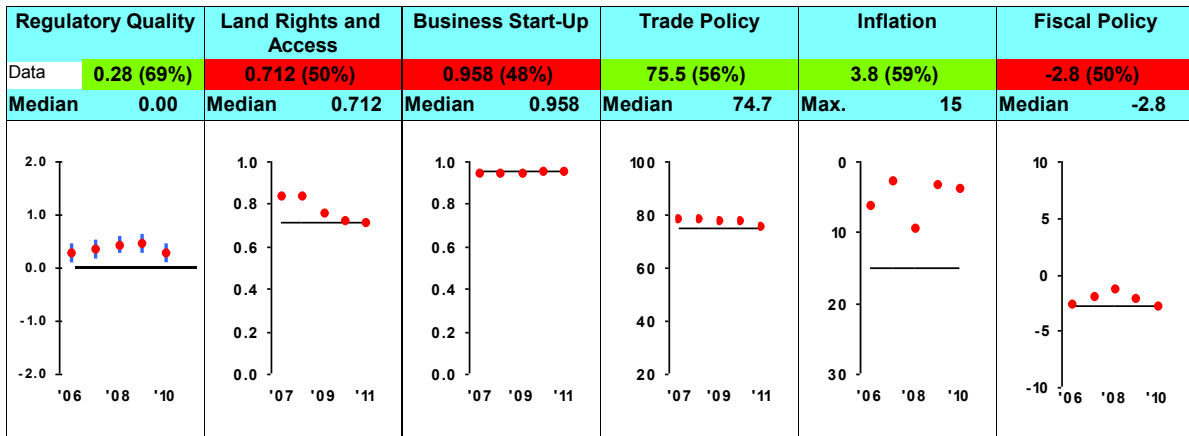 Regulatory Quality
Land Rights and
Access
Business Start-Up
Trade Policy
Inflation
Fiscal Policy
Data 0.28 (69%)
0.712 (50%)
0.958 (48%)
75.5 (56%)
3.8 (59%)
-2.8 (50%)
Median 0.00
Median 0.712
Median 0.958
Median 74.7
Max. 15
Median -2.8
2.0
1.0
0.0
-1.0
-2.0
'06 '08 '10
1.0
0.8
0.6
0.4
0.2
0.0
'07 '09 '11
1.0
0.8
0.6
0.4
0.2
0.0
'07 '09 '11
100
80
60
40
20
'07 '09 '11
0
10
20
30
'06 '08 '10
10
5
0
-5
-10
'06 '08 '10